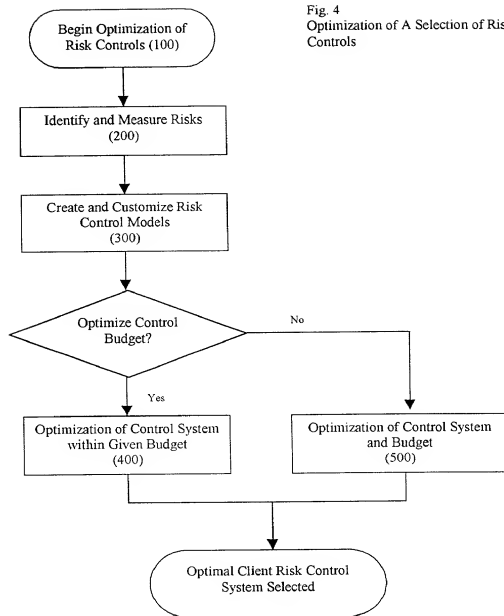 Fig. 4
Optimization of A Selection of
Controls
Begin Optimization of
Risk Controls (100)
Identify and Measure Risks
(200)
Create and Customize Risk
Control Models
(300)
Optimize Control
Budget?
No
Yes
Optimization of Control System
within Given Budget
(400)
Optimization of Control System
and Budget
(500)
Optimal Client Risk Control
System Selected